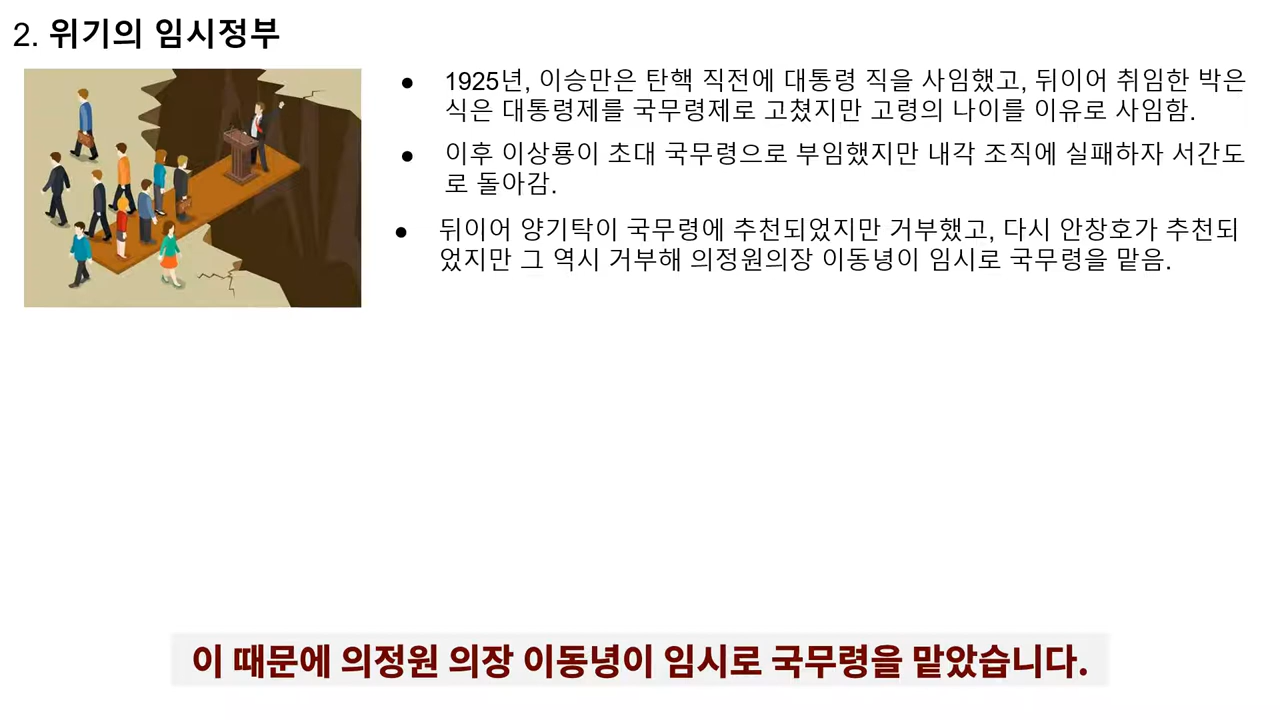 2. 위기의 임시정부
● 1925년, 이승만은 탄핵 직전에 대통령 직을 사임했고, 뒤이어 취임한 박은
식은 대통령제를 국무령제로 고쳤지만 고령의 나이를 이유로 사임함.
● 이후 이상룡이 초대 국무령으로 부임했지만 내각 조직에 실패하자 서간도
로 돌아감.
● 뒤이어 양기탁이 국무령에 추천되었지만 거부했고, 다시 안창호가 추천되
었지만 그 역시 거부해 의정원의장 이동녕이 임시로 국무령을 맡음.
이 때문에 의정원 의장 이동녕이 임시로 국무령을 맡았습니다.